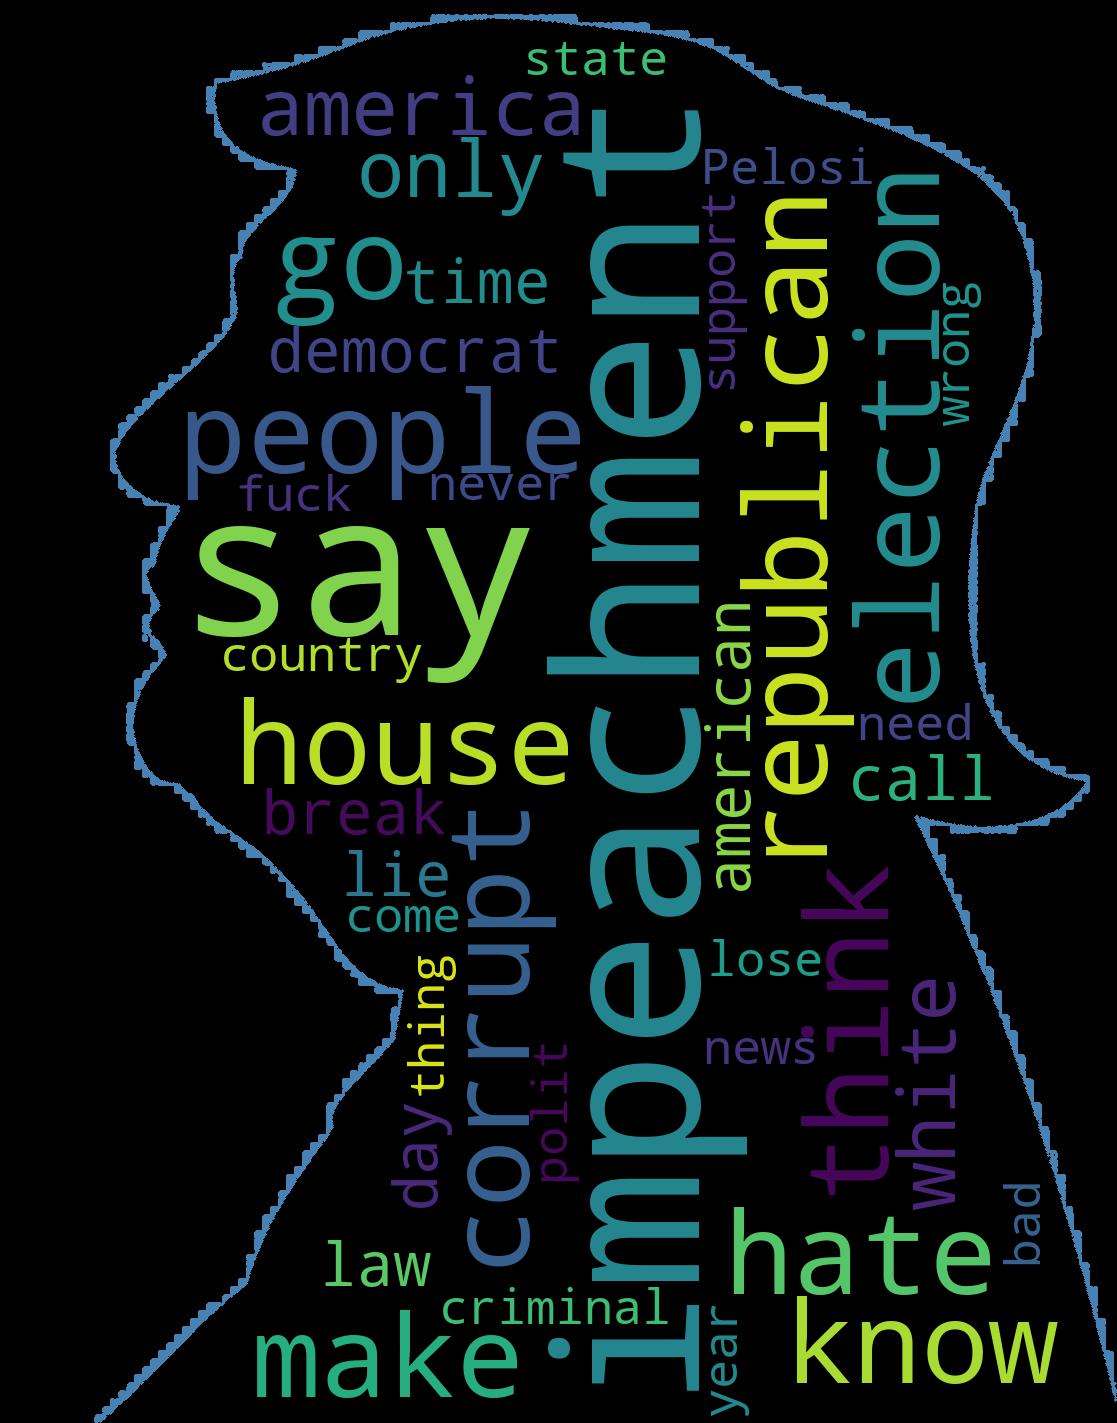 state
america
only
Pelosi
go
time
democrat
people
fuck
never
say
country
house
break
lie
come
thing
day
corrupt
polit
impeachment
support
republican
american
election
wrong
need
call
lose
news
think
white
bad
law
criminal
hate
make
year
know